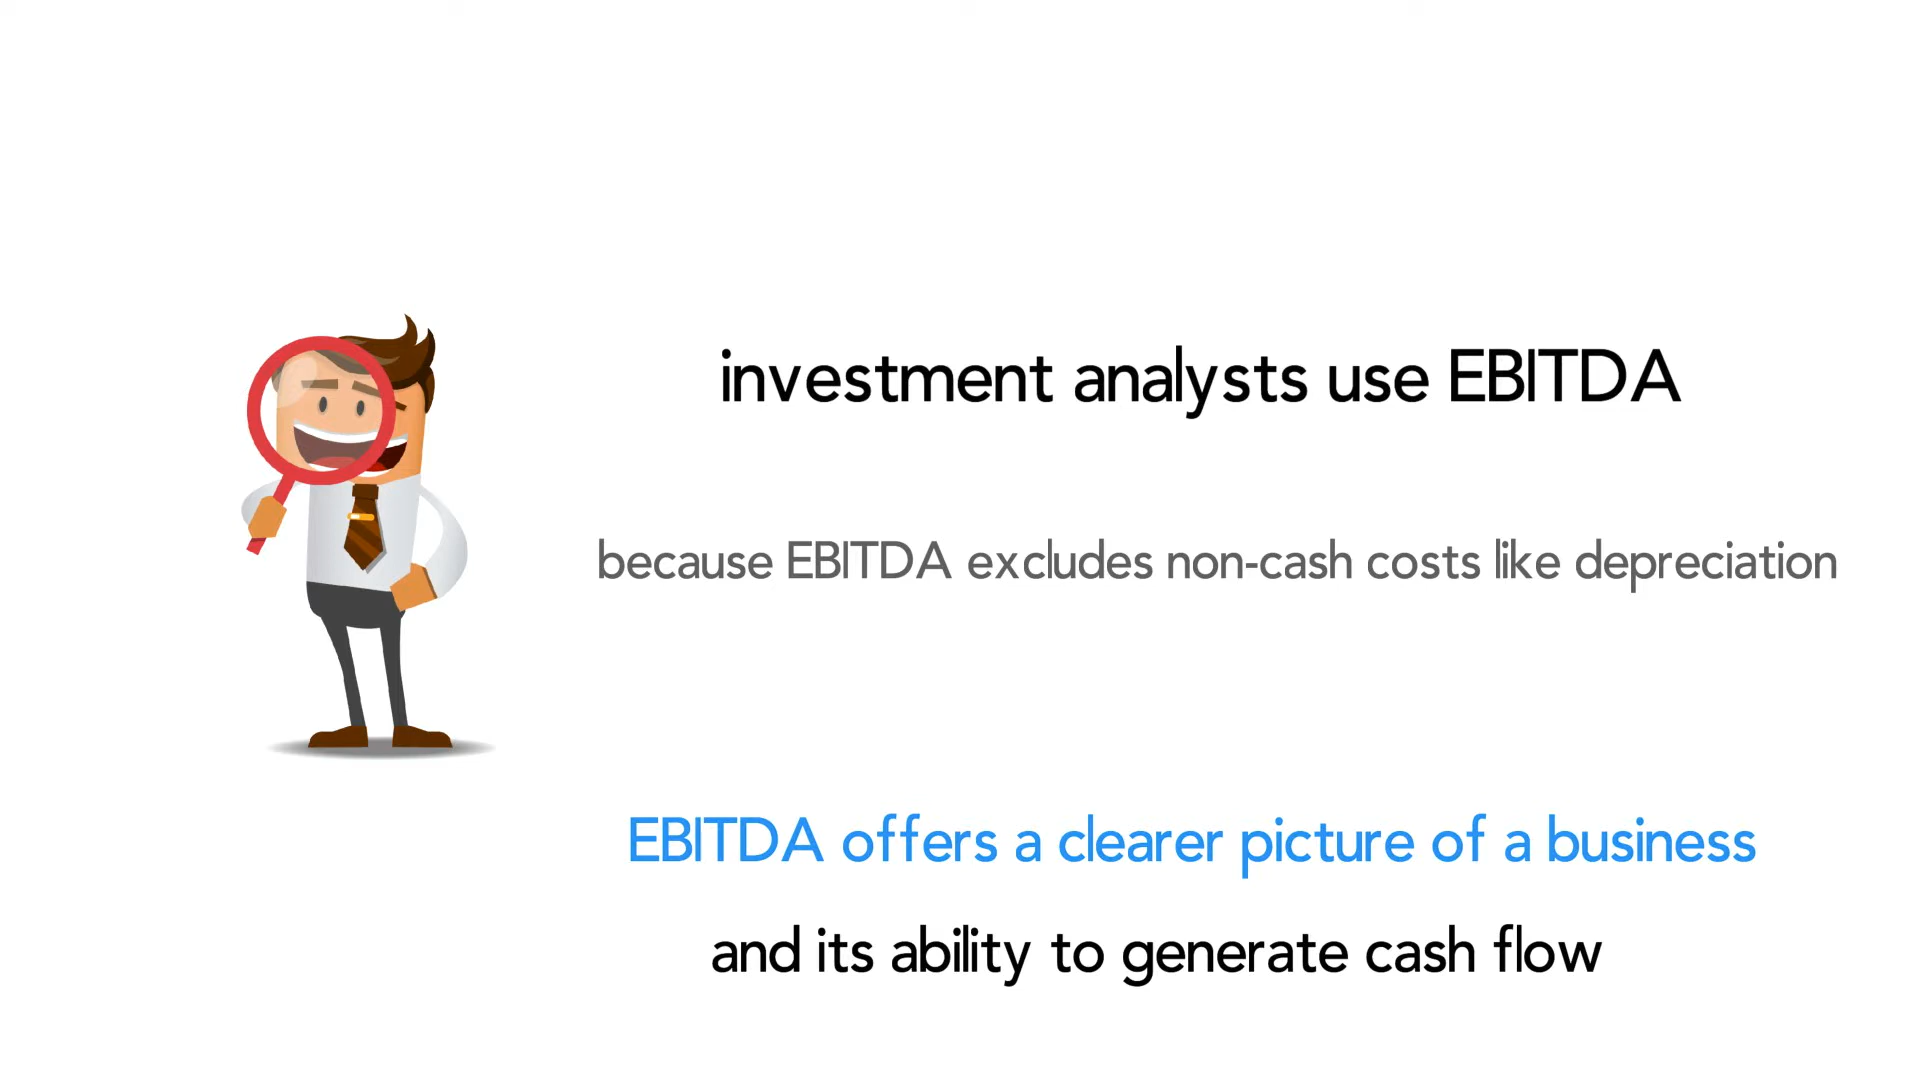 investment analysts use EBITDA
because EBITDA excludes non-cash costs like depreciation
EBITDA offers a clearer picture of a business
and its ability to generate cash flow